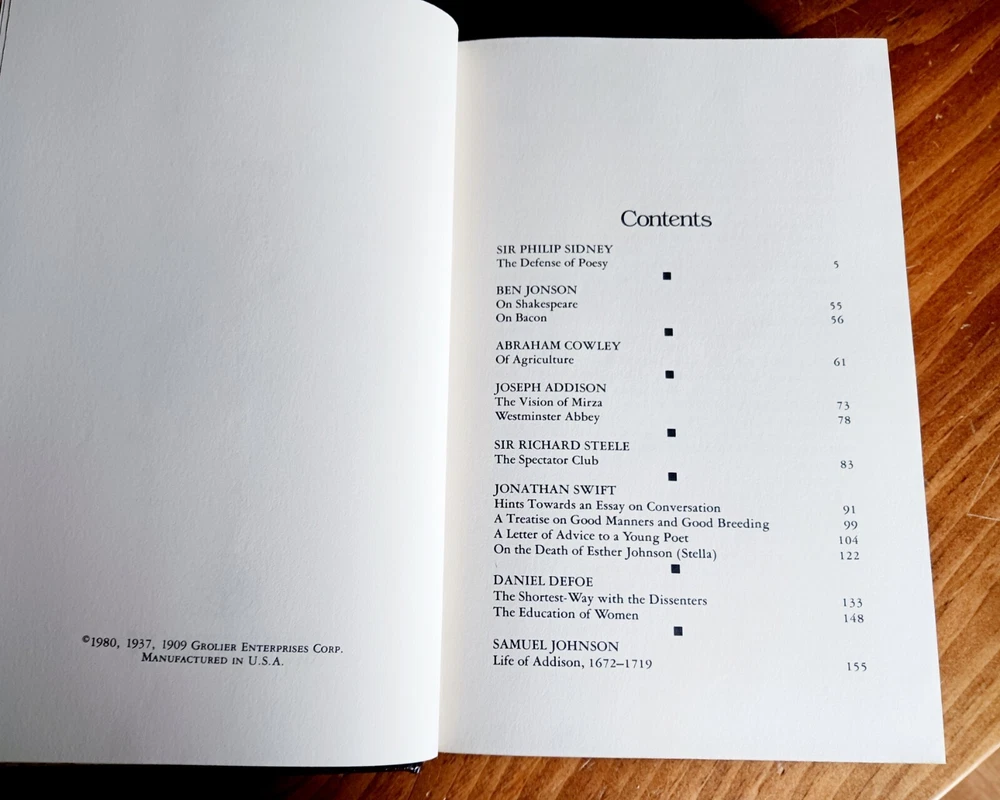 ©1980, 1937, 1909 GROLIER ENTERPRISES CORP.
MANUFACTURED IN U.S.A.
Contents
SIR PHILIP SIDNEY
The Defense of Poesy 5
BEN JONSON
On Shakespeare 55
On Bacon 56
ABRAHAM COWLEY
Of Agriculture 61
JOSEPH ADDISON
The Vision of Mirza 73
Westminster Abbey 78
SIR RICHARD STEELE
The Spectator Club 83
JONATHAN SWIFT
Hints Towards an Essay on Conversation 91
A Treatise on Good Manners and Good Breeding 99
A Letter of Advice to a Young Poet 104
On the Death of Esther Johnson (Stella) 122
DANIEL DEFOE
The Shortest-Way with the Dissenters 133
The Education of Women 148
SAMUEL JOHNSON
Life of Addison, 1672–1719 155